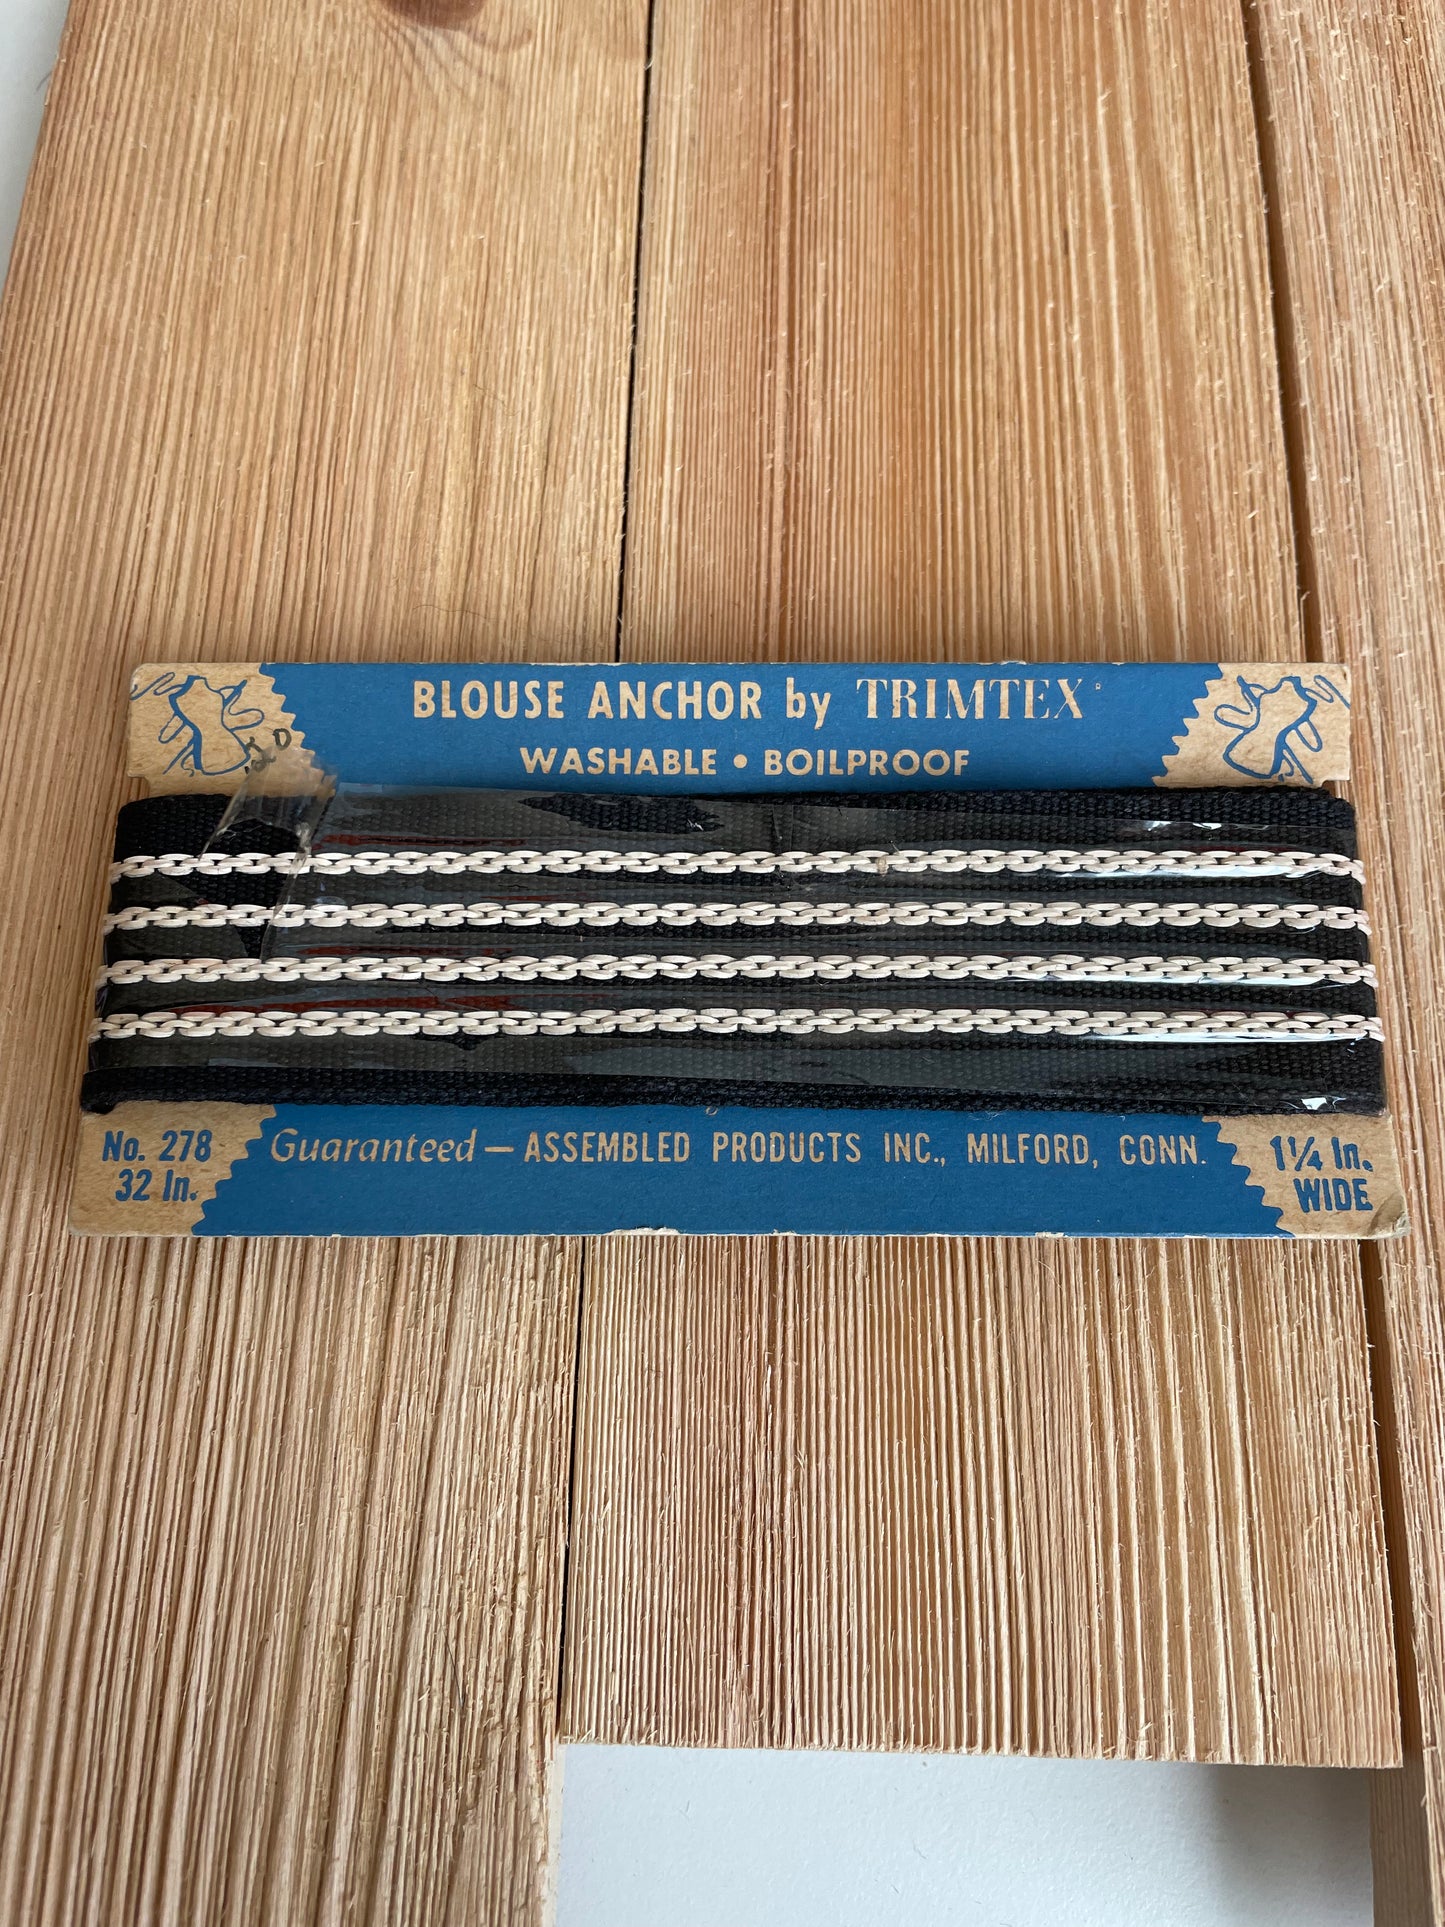 BLOUSE ANCHOR by TRIMTEX
WASHABLE • BOILPROOF
No. 278
32 In.
Guaranteed — ASSEMBLED PRODUCTS INC., MILFORD, CONN.
1¼ In.
WIDE